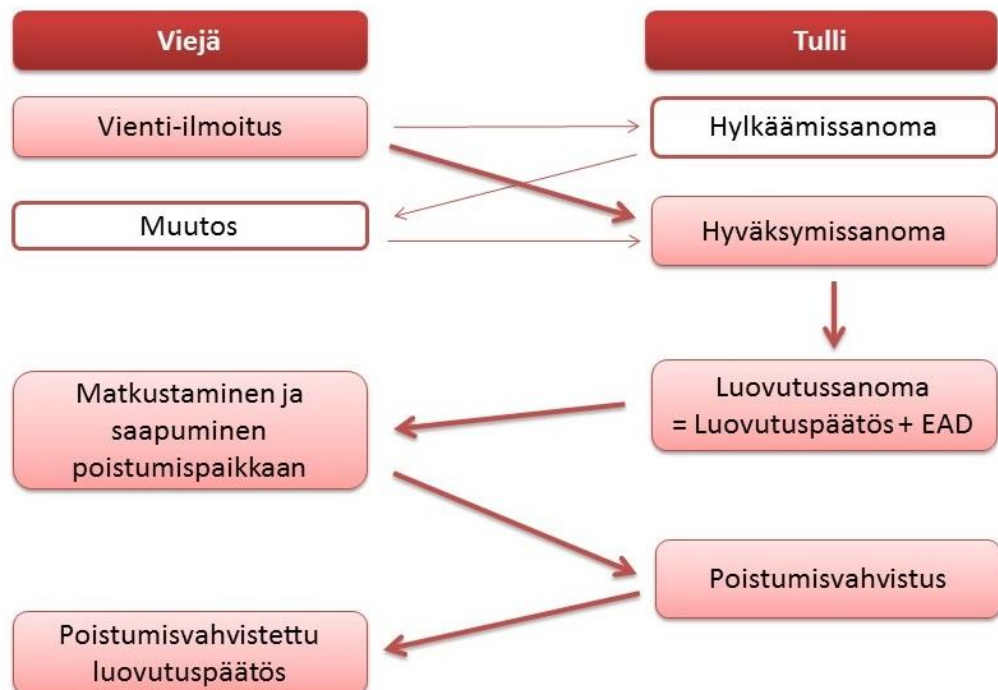 Viejä
Tulli
Vienti-ilmoitus
Hylkäämissanoma
Muutos
Hyväksymissanoma
Matkustaminen ja
saapuminen
poistumispaikkaan
Luovutussanoma
= Luovutuspäätös + EAD
Poistumisvahvistus
Poistumisvahvistettu
luovutuspäätös